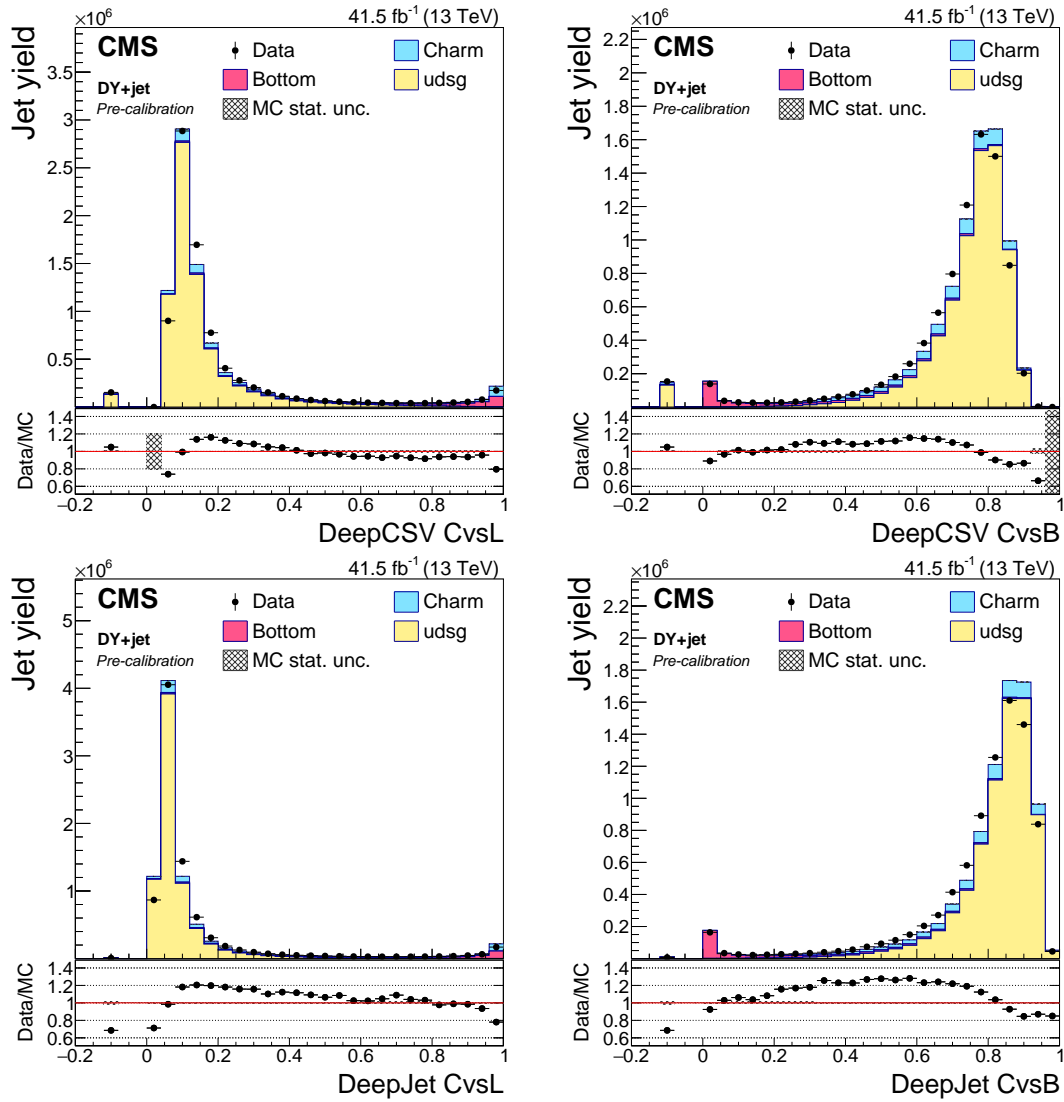 ×10⁶ 41.5 fb⁻¹ (13 TeV)
CMS Data Charm
Bottom udsg
DY+jet
Pre-calibration MC stat. unc.
Jet yield
3.5
3
2.5
2
1.5
1
0.5
Data/MC
1.4
1.2
1
0.8
0.6
−0.2 0 0.2 0.4 0.6 0.8 1
DeepCSV CvsL
×10⁶ 41.5 fb⁻¹ (13 TeV)
CMS Data Charm
Bottom udsg
DY+jet
Pre-calibration MC stat. unc.
Jet yield
2.2
2
1.8
1.6
1.4
1.2
1
0.8
0.6
0.4
0.2
Data/MC
1.4
1.2
1
0.8
0.6
−0.2 0 0.2 0.4 0.6 0.8 1
DeepCSV CvsB
×10⁶ 41.5 fb⁻¹ (13 TeV)
CMS Data Charm
Bottom udsg
DY+jet
Pre-calibration MC stat. unc.
Jet yield
5
4
3
2
1
Data/MC
1.4
1.2
1
0.8
0.6
−0.2 0 0.2 0.4 0.6 0.8 1
DeepJet CvsL
×10⁶ 41.5 fb⁻¹ (13 TeV)
CMS Data Charm
Bottom udsg
DY+jet
Pre-calibration MC stat. unc.
Jet yield
2.2
2
1.8
1.6
1.4
1.2
1
0.8
0.6
0.4
0.2
Data/MC
1.4
1.2
1
0.8
0.6
−0.2 0 0.2 0.4 0.6 0.8 1
DeepJet CvsB